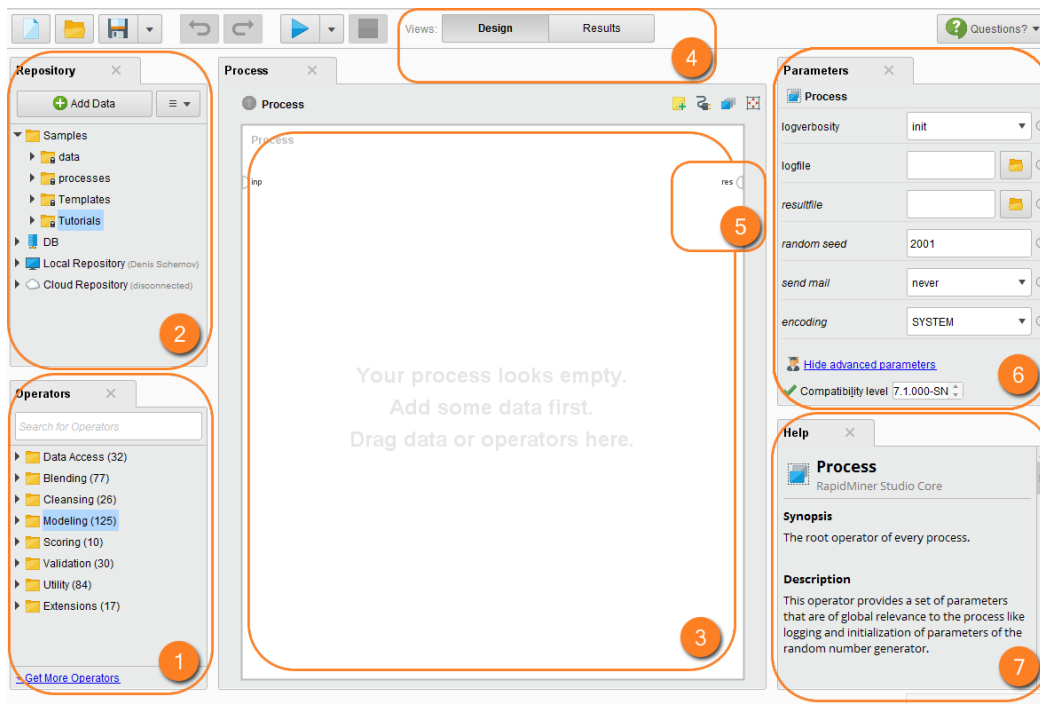 Views:
Design
Results
Questions?
4
Repository
Add Data
Samples
data
processes
Templates
Tutorials
DB
Local Repository (Denis Schernov)
Cloud Repository (disconnected)
2
Operators
Search for Operators
Data Access (32)
Blending (77)
Cleansing (26)
Modeling (125)
Scoring (10)
Validation (30)
Utility (84)
Extensions (17)
1
Get More Operators
Process
Process
Process
inp
res
5
Your process looks empty.
Add some data first.
Drag data or operators here.
3
Parameters
Process
logverbosity
init
logfile
resultfile
random seed
2001
send mail
never
encoding
SYSTEM
Hide advanced parameters
6
Compatibility level 7.1.000-SN
Help
Process
RapidMiner Studio Core
Synopsis
The root operator of every process.
Description
This operator provides a set of parameters
that are of global relevance to the process like
logging and initialization of parameters of the
random number generator.
7